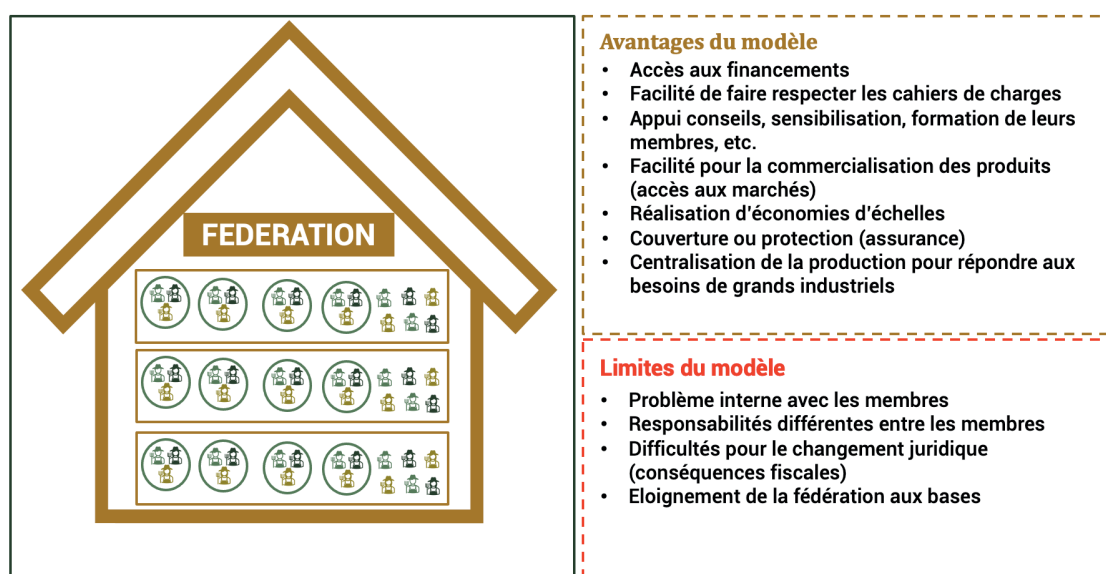 FEDERATION
Avantages du modèle
• Accès aux financements
• Facilité de faire respecter les cahiers de charges
• Appui conseils, sensibilisation, formation de leurs
membres, etc.
• Facilité pour la commercialisation des produits
(accès aux marchés)
• Réalisation d'économies d'échelles
• Couverture ou protection (assurance)
• Centralisation de la production pour répondre aux
besoins de grands industriels
Limites du modèle
• Problème interne avec les membres
• Responsabilités différentes entre les membres
• Difficultés pour le changement juridique
(conséquences fiscales)
• Eloignement de la fédération aux bases